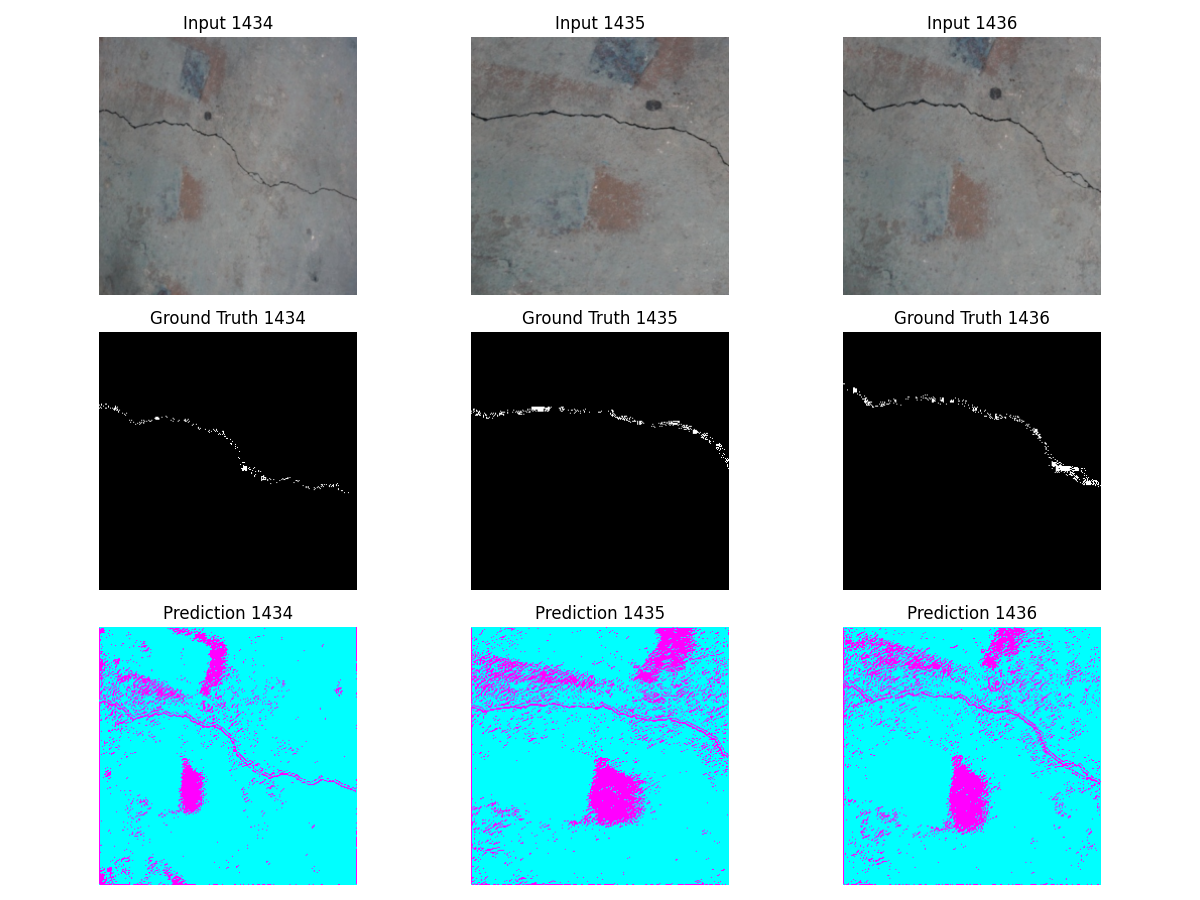 Input 1434
Input 1435
Input 1436
Ground Truth 1434
Ground Truth 1435
Ground Truth 1436
Prediction 1434
Prediction 1435
Prediction 1436